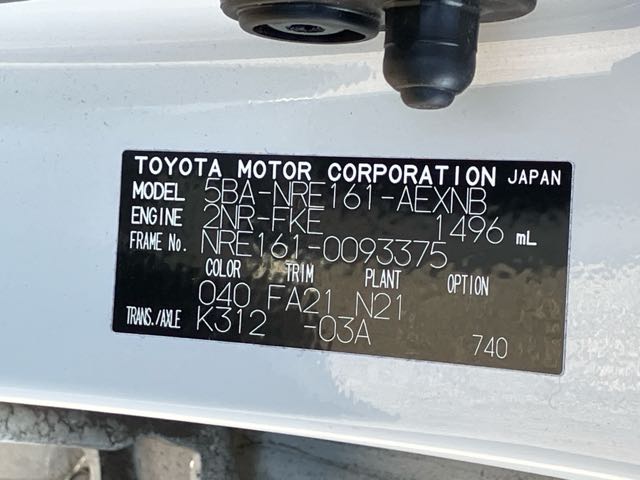 TOYOTA MOTOR CORPORATION JAPAN
MODEL 5BA-NRE161-AEXNB
ENGINE 2NR-FKE 1496 mL
FRAME No. NRE161-0093375
COLOR TRIM PLANT OPTION
040 FA21 N21
TRANS./AXLE K312 -03A
740